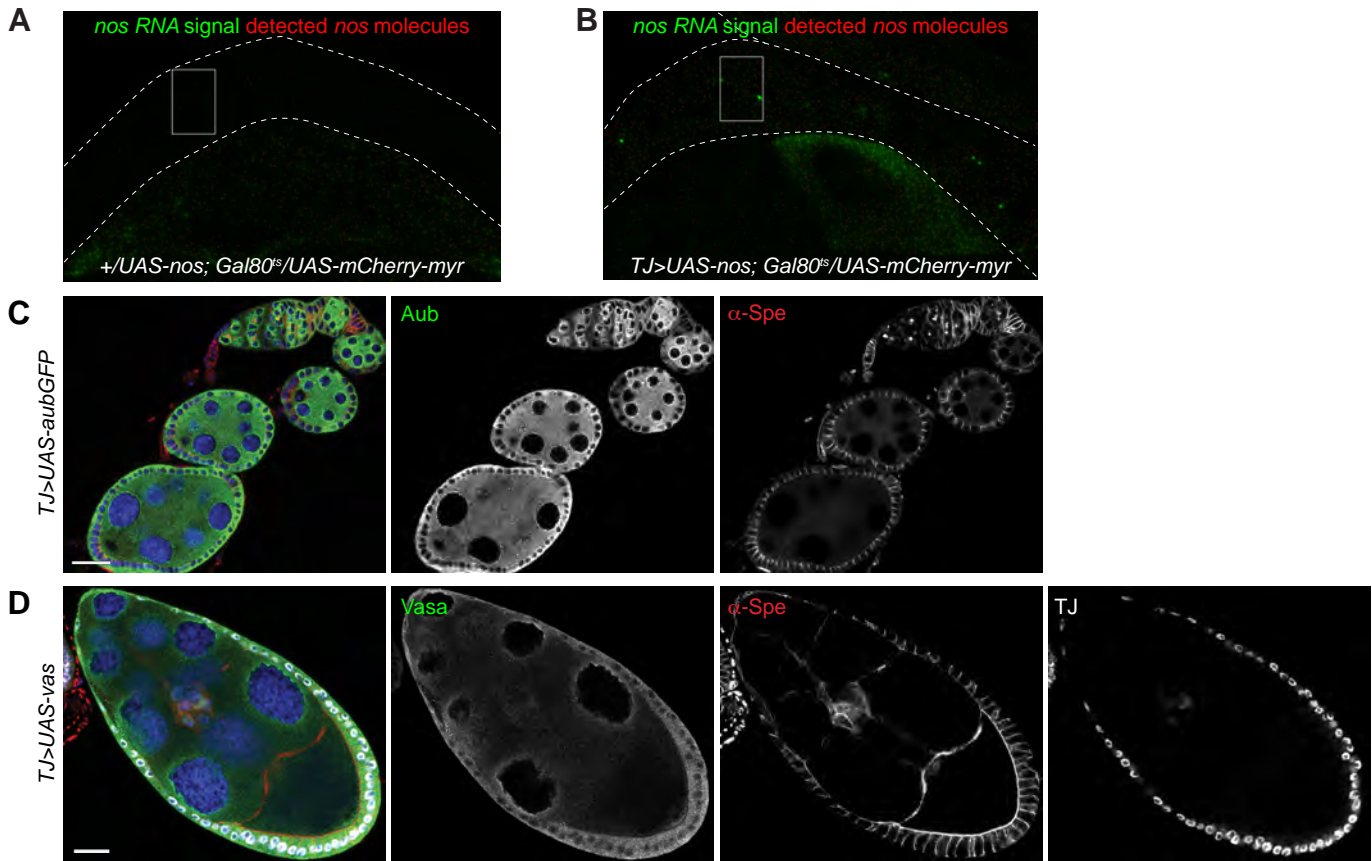 A
nos RNA signal detected nos molecules
+/UAS-nos; Gal80ts/UAS-mCherry-myr
B
nos RNA signal detected nos molecules
TJ>UAS-nos; Gal80ts/UAS-mCherry-myr
C
TJ>UAS-aubGFP
Aub
α-Spe
D
TJ>UAS-vas
Vasa
α-Spe
TJ